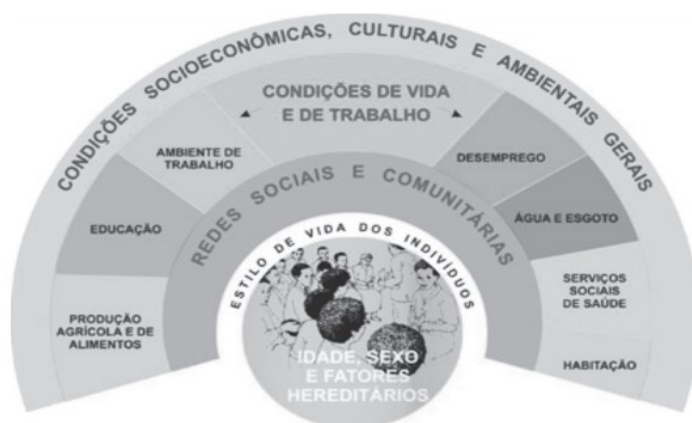 CONDIÇÕES SOCIOECONÔMICAS, CULTURAIS E AMBIENTAIS GERAIS
CONDIÇÕES DE VIDA
E DE TRABALHO
AMBIENTE DE
TRABALHO
DESEMPREGO
EDUCAÇÃO
ÁGUA E ESGOTO
PRODUÇÃO
AGRÍCOLA E DE
ALIMENTOS
SERVIÇOS
SOCIAIS
DE SAÚDE
HABITAÇÃO
REDES SOCIAIS E COMUNITÁRIAS
ESTILO DE VIDA DOS INDIVÍDUOS
IDADE, SEXO
E FATORES
HEREDITÁRIOS